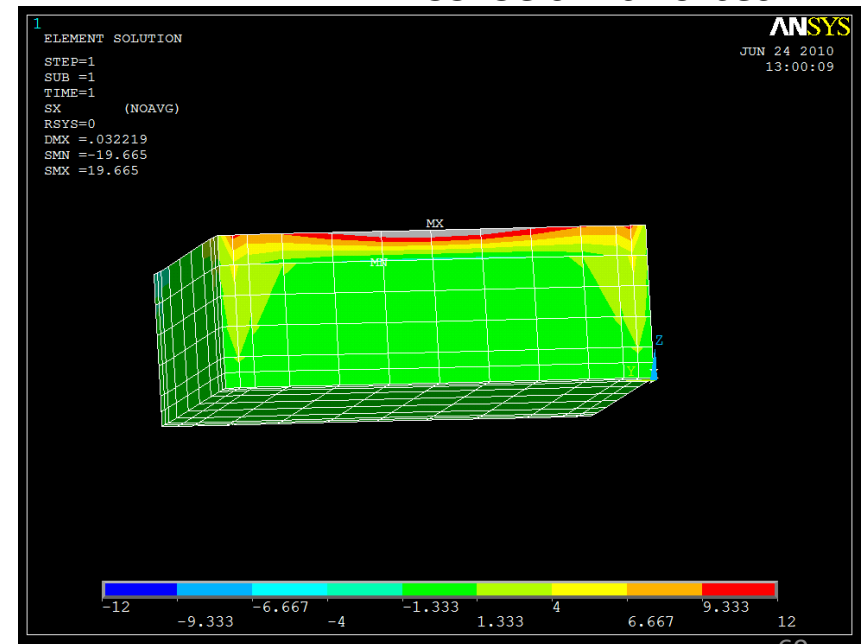 1
ELEMENT SOLUTION
STEP=1
SUB =1
TIME=1
SX (NOAVG)
RSYS=0
DMX =.032219
SMN =-19.665
SMX =19.665
ANSYS
JUN 24 2010
13:00:09
MX
MN
Z
Y
-12 -6.667 -1.333 4 9.333
-9.333 -4 1.333 6.667 12